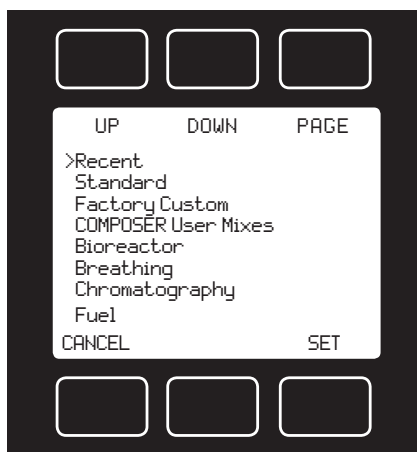 UP DOWN PAGE
>Recent
Standard
Factory Custom
COMPOSER User Mixes
Bioreactor
Breathing
Chromatography
Fuel
CANCEL SET